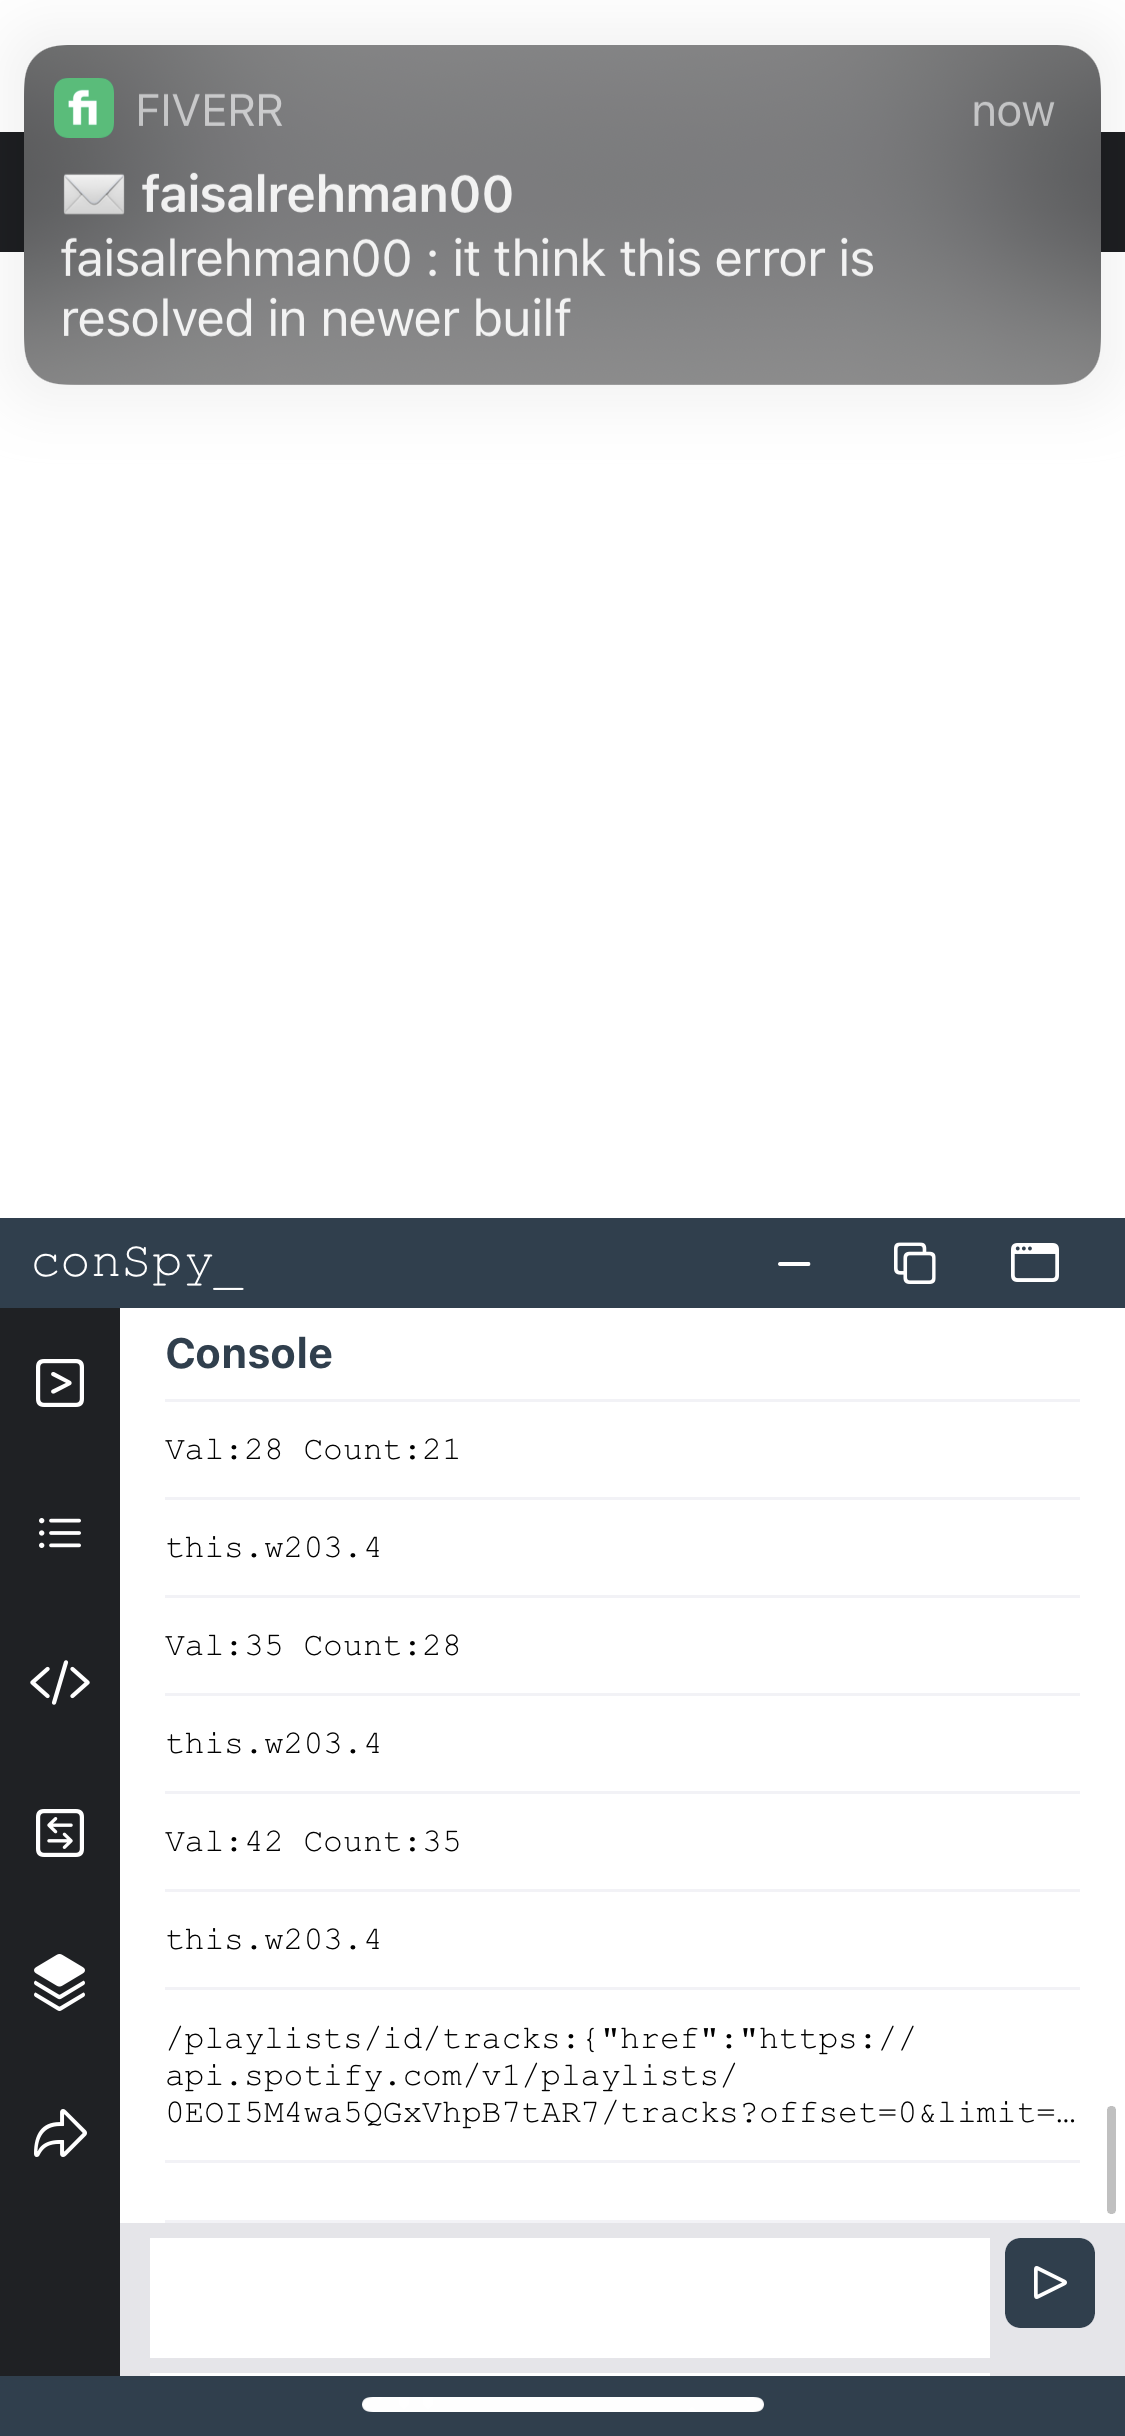 FIVERR now
faisalrehman00
faisalrehman00 : it think this error is
resolved in newer builf
conSpy_
Console
Val:28 Count:21
this.w203.4
Val:35 Count:28
this.w203.4
Val:42 Count:35
this.w203.4
/playlists/id/tracks:{"href":"https://
api.spotify.com/v1/playlists/
0EOI5M4wa5QGxVhpB7tAR7/tracks?offset=0&limit=…